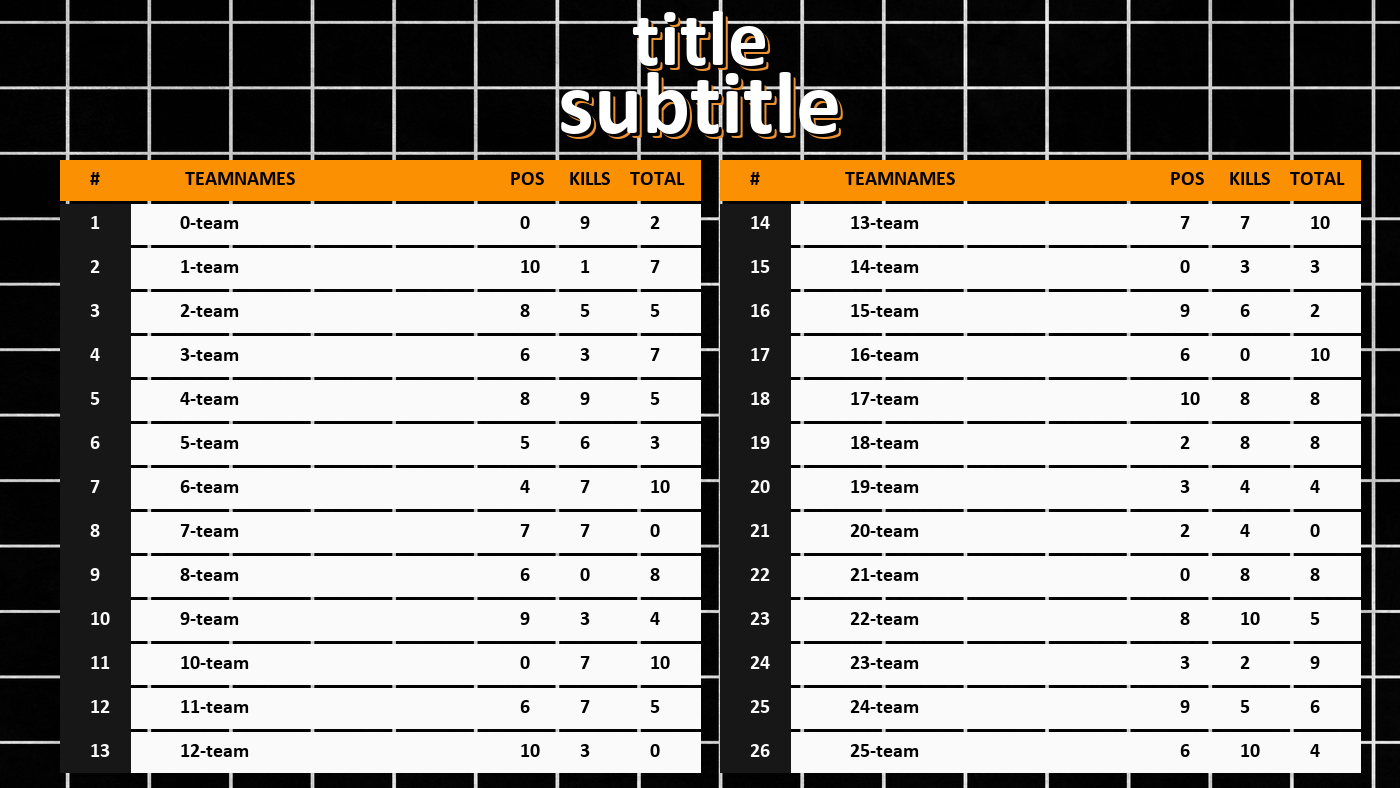 title
subtitle
# TEAMNAMES POS KILLS TOTAL
1 0-team 0 9 2
2 1-team 10 1 7
3 2-team 8 5 5
4 3-team 6 3 7
5 4-team 8 9 5
6 5-team 5 6 3
7 6-team 4 7 10
8 7-team 7 7 0
9 8-team 6 0 8
10 9-team 9 3 4
11 10-team 0 7 10
12 11-team 6 7 5
13 12-team 10 3 0
# TEAMNAMES POS KILLS TOTAL
14 13-team 7 7 10
15 14-team 0 3 3
16 15-team 9 6 2
17 16-team 6 0 10
18 17-team 10 8 8
19 18-team 2 8 8
20 19-team 3 4 4
21 20-team 2 4 0
22 21-team 0 8 8
23 22-team 8 10 5
24 23-team 3 2 9
25 24-team 9 5 6
26 25-team 6 10 4